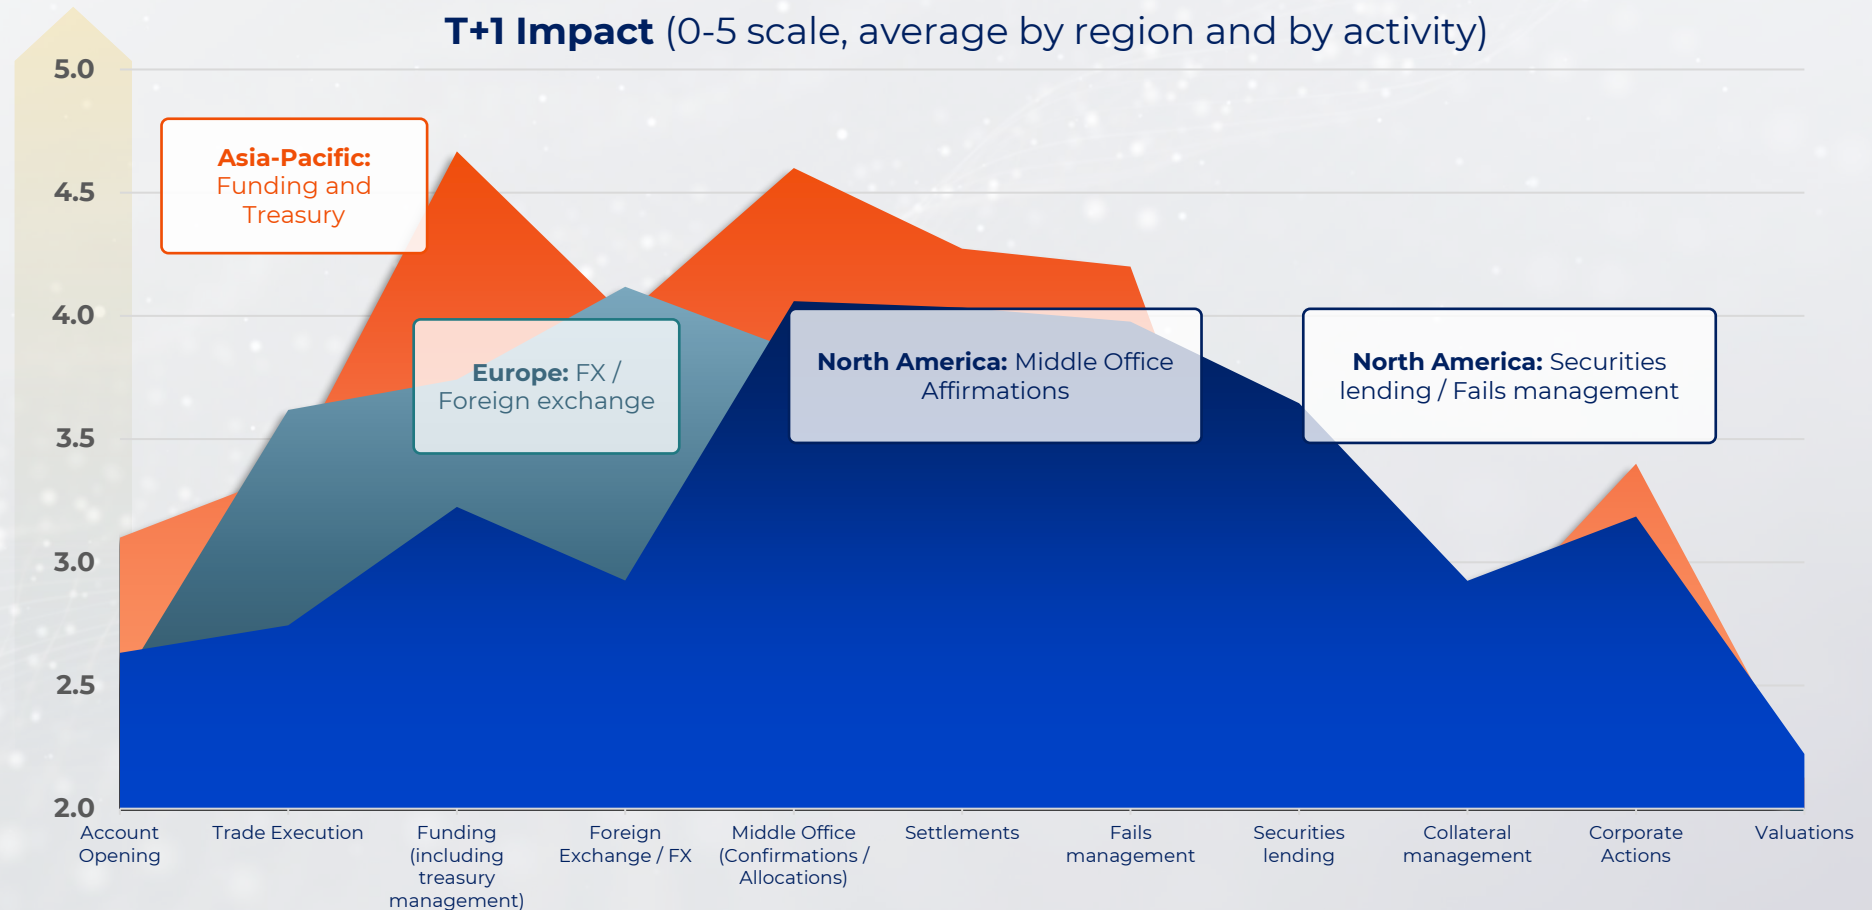 T+1 Impact (0-5 scale, average by region and by activity)
5.0
4.5
4.0
3.5
3.0
2.5
2.0
Asia-Pacific:
Funding and
Treasury
Europe: FX /
Foreign exchange
North America: Middle Office
Affirmations
North America: Securities
lending / Fails management
Account
Opening
Trade Execution
Funding
(including
treasury
management)
Foreign
Exchange / FX
Middle Office
(Confirmations /
Allocations)
Settlements
Fails
management
Securities
lending
Collateral
management
Corporate
Actions
Valuations